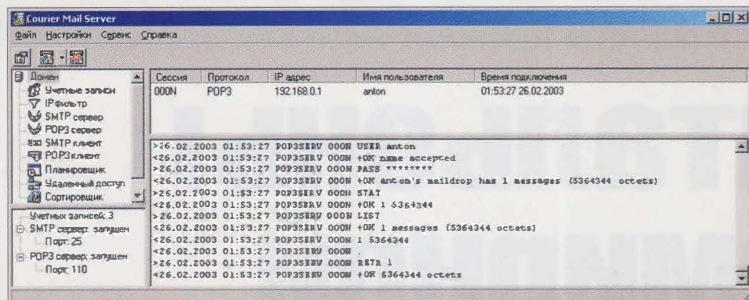 Courier Mail Server
Файл Настройки Сервис Справка
Домен
Учетные записи
IP фильтр
SMTP сервер
POP3 сервер
SMTP клиент
POP3 клиент
Планировщик
Удаленный доступ
Сортировщик
Учетных записей: 3
SMTP сервер: запущен
Порт: 25
POP3 сервер: запущен
Порт: 110
Сессия Протокол IP адрес Имя пользователя Время подключения
000N POP3 192.168.0.1 anton 01:53:27 26.02.2003
>26.02.2003 01:53:27 POP3SERV 000N USER anton
<26.02.2003 01:53:27 POP3SERV 000N +OK name accepted
>26.02.2003 01:53:27 POP3SERV 000N PASS ********
<26.02.2003 01:53:27 POP3SERV 000N +OK anton's maildrop has 1 messages (5364344 octets)
>26.02.2003 01:53:27 POP3SERV 000N STAT
<26.02.2003 01:53:27 POP3SERV 000N +OK 1 5364344
>26.02.2003 01:53:27 POP3SERV 000N LIST
<26.02.2003 01:53:27 POP3SERV 000N +OK 1 messages (5364344 octets)
<26.02.2003 01:53:27 POP3SERV 000N 1 5364344
<26.02.2003 01:53:27 POP3SERV 000N .
>26.02.2003 01:53:27 POP3SERV 000N RETR 1
<26.02.2003 01:53:27 POP3SERV 000N +OK 5364344 octets